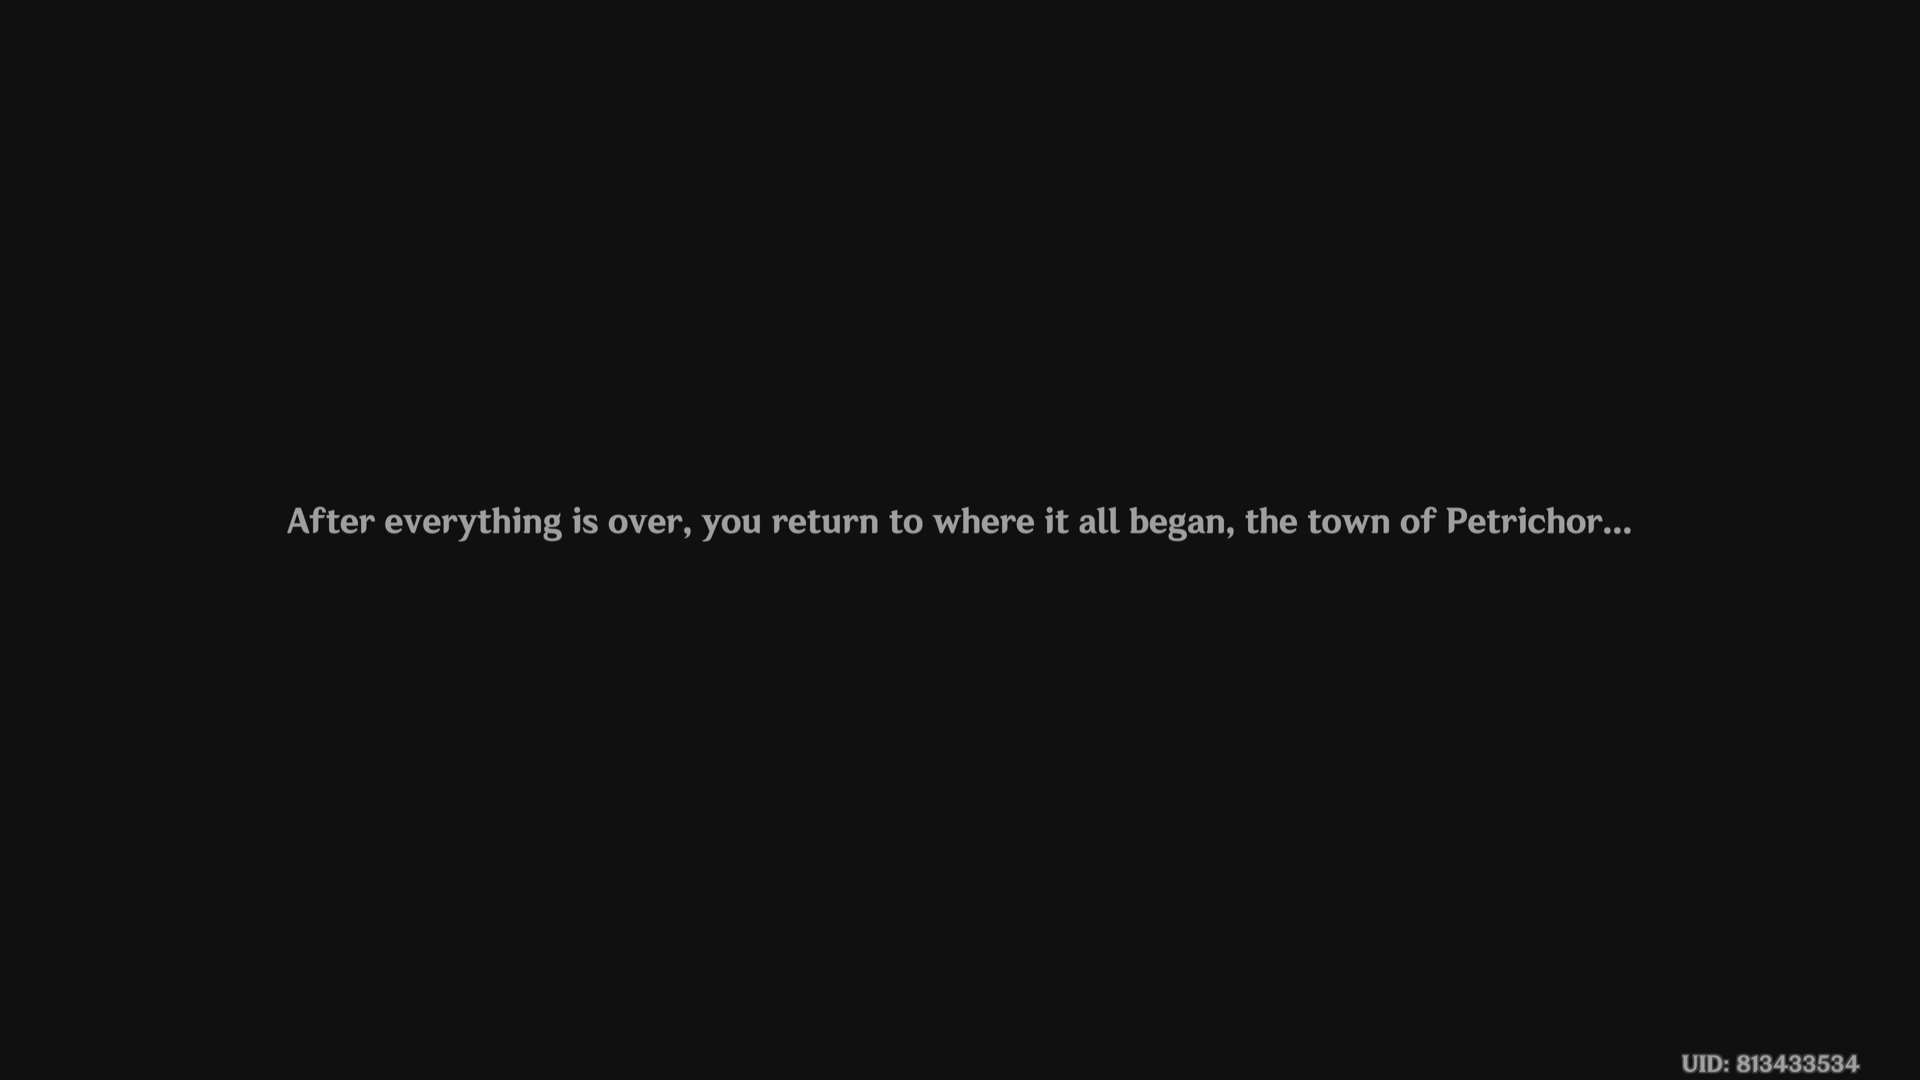 After everything is over, you return to where it all began, the town of Petrichor...
UID: 813433534